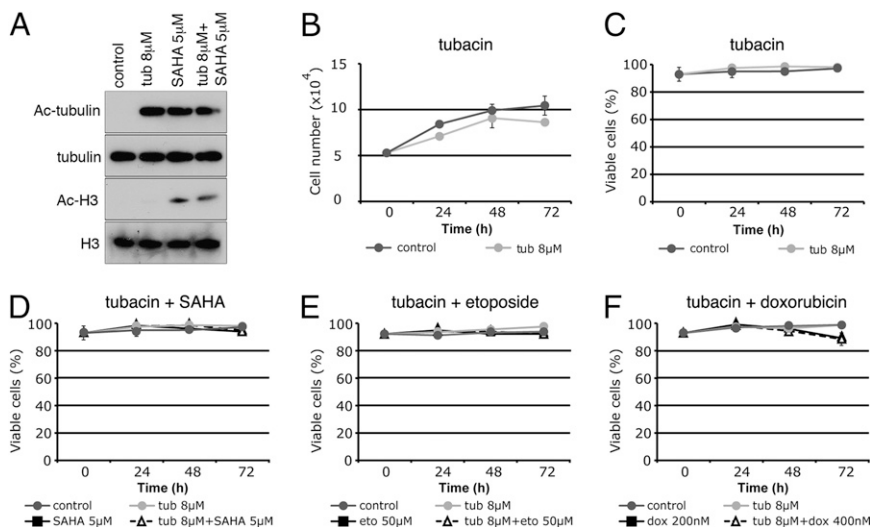 A
control
tub 8µM
SAHA 5µM
tub 8µM+
SAHA 5µM
Ac-tubulin
tubulin
Ac-H3
H3
B
tubacin
Cell number (x10⁴)
15
10
5
0
0 24 48 72
Time (h)
control tub 8µM
C
tubacin
Viable cells (%)
100
80
60
40
20
0
0 24 48 72
Time (h)
control tub 8µM
D
tubacin + SAHA
Viable cells (%)
100
80
60
40
20
0
0 24 48 72
Time (h)
control tub 8µM
SAHA 5µM tub 8µM+SAHA 5µM
E
tubacin + etoposide
Viable cells (%)
100
80
60
40
20
0
0 24 48 72
Time (h)
control tub 8µM
eto 50µM tub 8µM+eto 50µM
F
tubacin + doxorubicin
Viable cells (%)
100
80
60
40
20
0
0 24 48 72
Time (h)
control tub 8µM
dox 200nM tub 8µM+dox 400nM